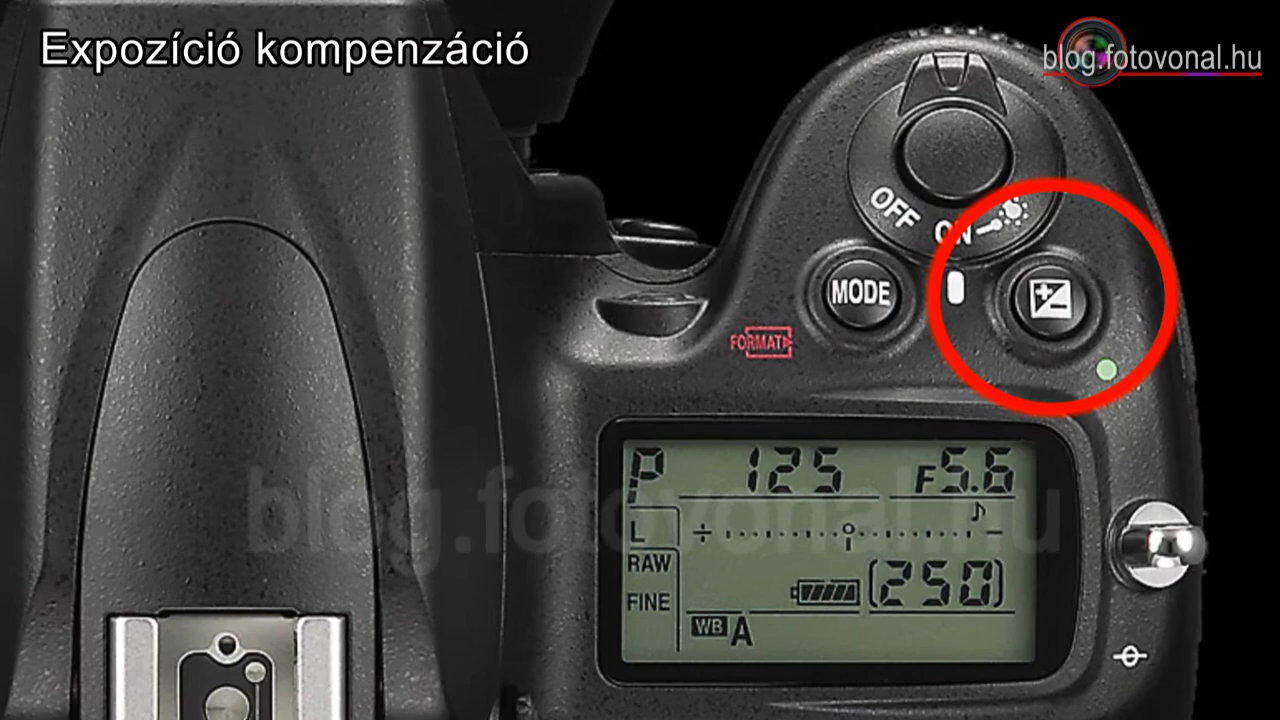 Expozíció kompenzáció
blog.fotovonal.hu
OFF
ON
MODE
FORMAT
P 125 F5.6
L
RAW
FINE
[250]
WB A
blog.fotovonal.hu